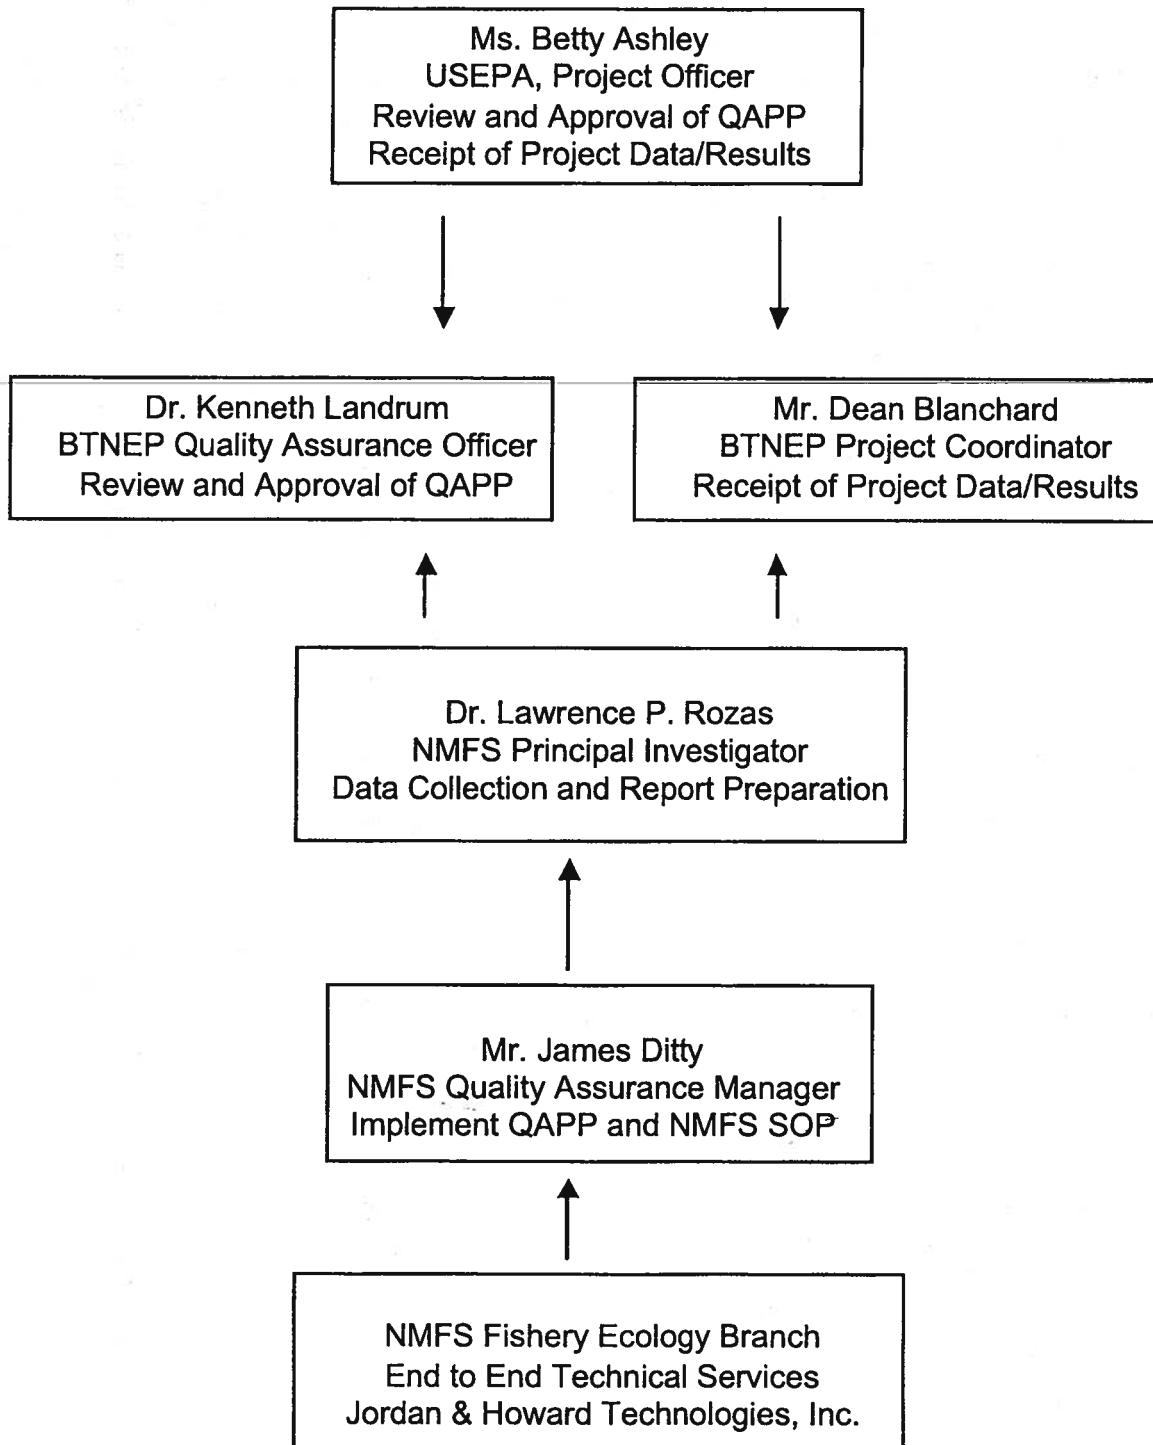 Ms. Betty Ashley
USEPA, Project Officer
Review and Approval of QAPP
Receipt of Project Data/Results
Dr. Kenneth Landrum
BTNEP Quality Assurance Officer
Review and Approval of QAPP
Mr. Dean Blanchard
BTNEP Project Coordinator
Receipt of Project Data/Results
Dr. Lawrence P. Rozas
NMFS Principal Investigator
Data Collection and Report Preparation
Mr. James Ditty
NMFS Quality Assurance Manager
Implement QAPP and NMFS SOP
NMFS Fishery Ecology Branch
End to End Technical Services
Jordan & Howard Technologies, Inc.